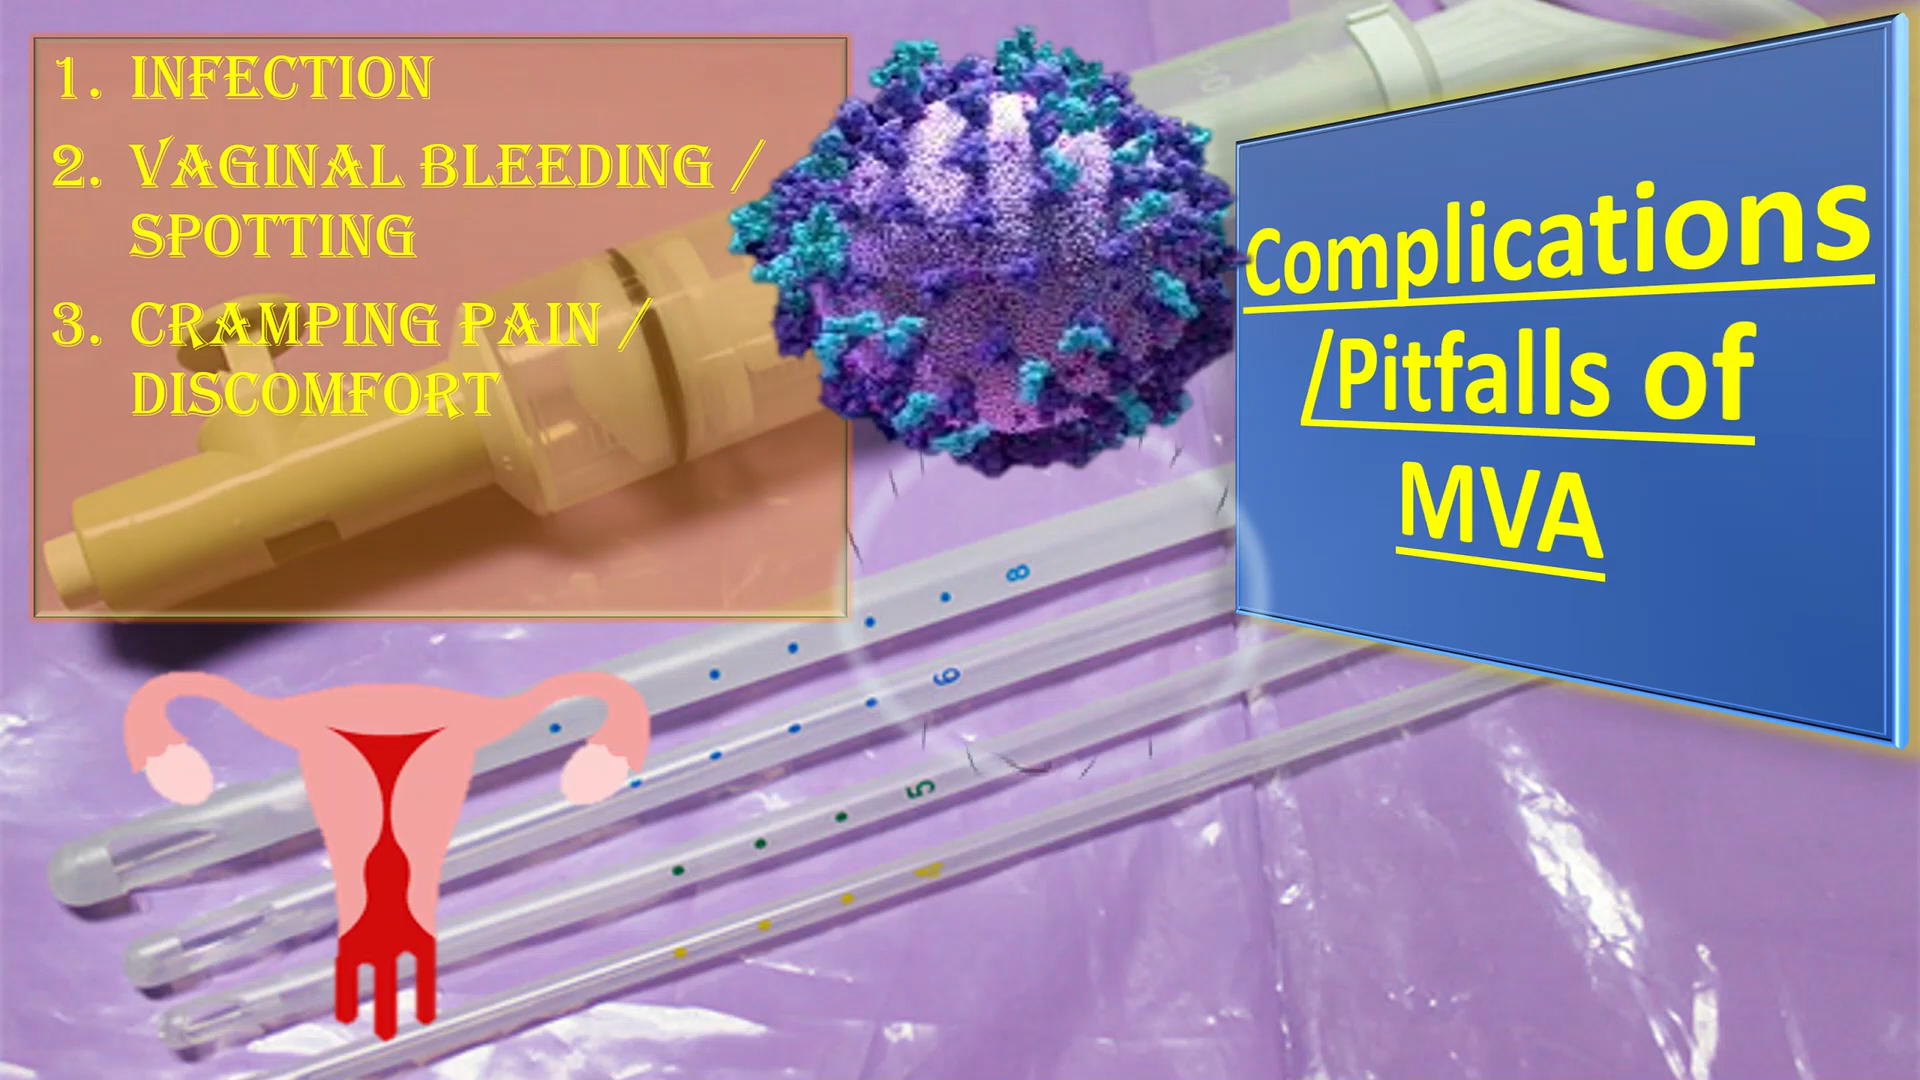 1. INFECTION
2. VAGINAL BLEEDING /
SPOTTING
3. CRAMPING PAIN /
DISCOMFORT
Complications
/Pitfalls of
MVA
8
6
5
4